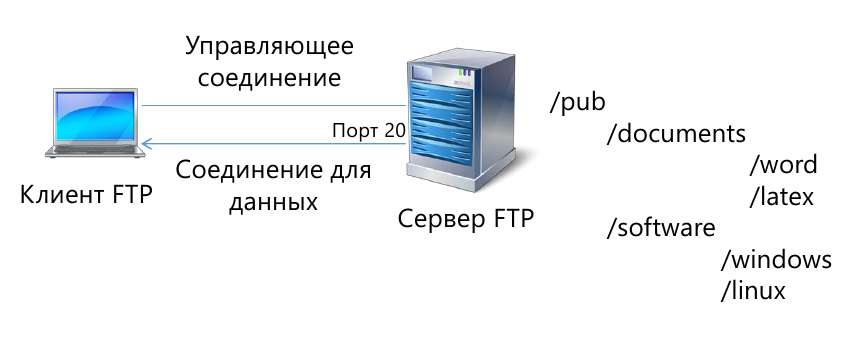 Управляющее
соединение
Порт 20
Соединение для
данных
Клиент FTP
Сервер FTP
/pub
/documents
/word
/latex
/software
/windows
/linux